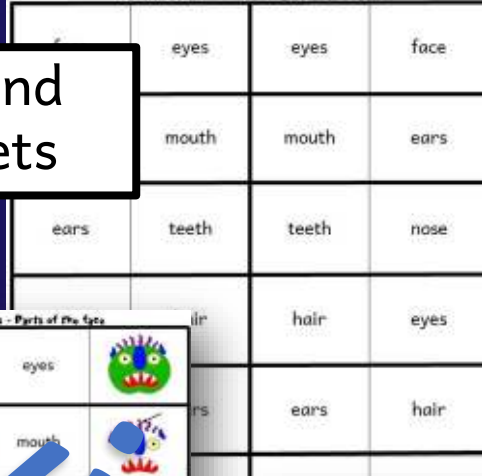 eyes eyes face
nd
ets
mouth mouth ears
ears teeth teeth nose
hair eyes
- Parts of the face
eyes
ears hair
mouth